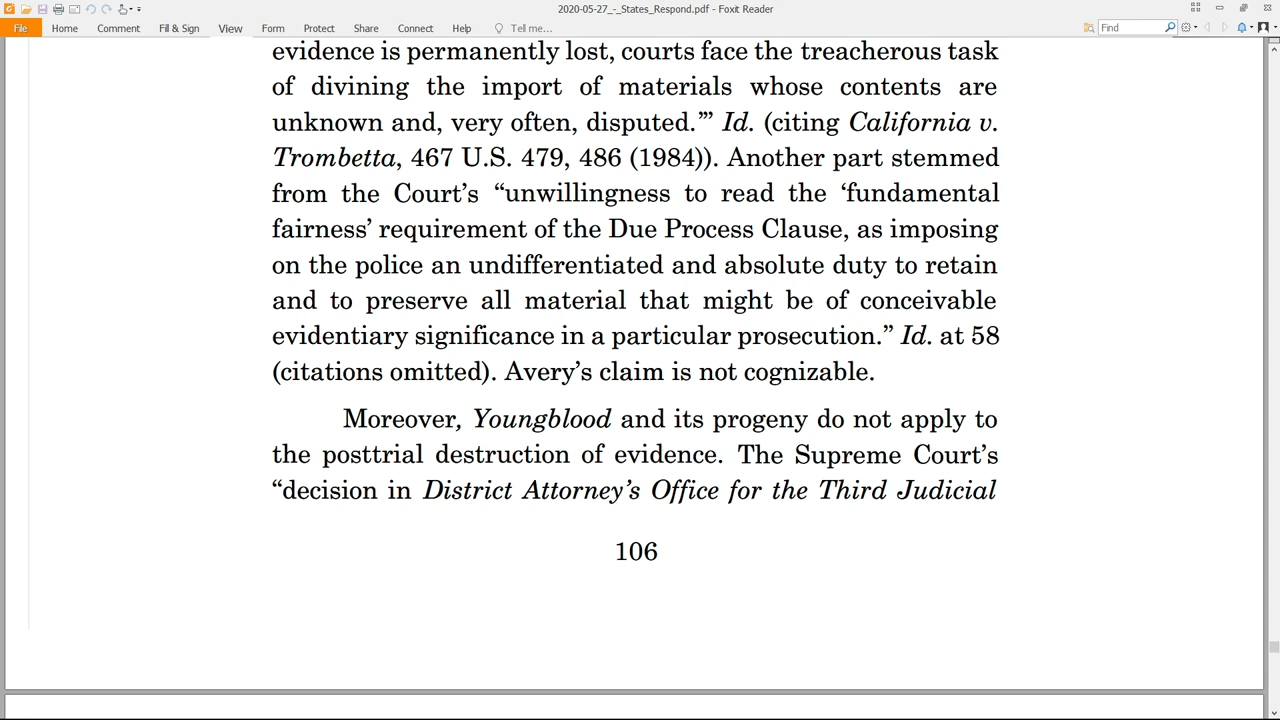 2020-05-27_-_States_Respond.pdf - Foxit Reader
File Home Comment Fill & Sign View Form Protect Share Connect Help Tell me... Find
evidence is permanently lost, courts face the treacherous task
of divining the import of materials whose contents are
unknown and, very often, disputed.’” Id. (citing California v.
Trombetta, 467 U.S. 479, 486 (1984)). Another part stemmed
from the Court’s “unwillingness to read the ‘fundamental
fairness’ requirement of the Due Process Clause, as imposing
on the police an undifferentiated and absolute duty to retain
and to preserve all material that might be of conceivable
evidentiary significance in a particular prosecution.” Id. at 58
(citations omitted). Avery’s claim is not cognizable.
Moreover, Youngblood and its progeny do not apply to
the posttrial destruction of evidence. The Supreme Court’s
“decision in District Attorney’s Office for the Third Judicial
106